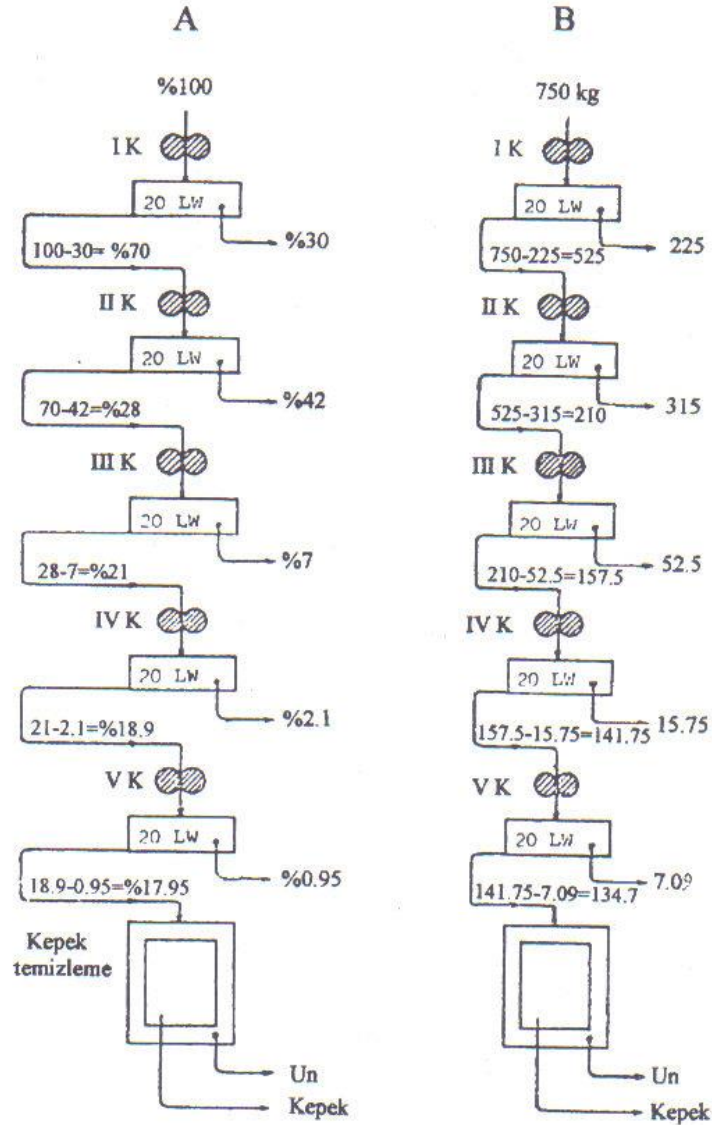 A
%100
I K
20 LW
%30
100-30= %70
II K
20 LW
%42
70-42=%28
III K
20 LW
%7
28-7=%21
IV K
20 LW
%2.1
21-2.1=%18.9
V K
20 LW
%0.95
18.9-0.95=%17.95
Kepek
temizleme
Un
Kepek
B
750 kg
I K
20 LW
225
750-225=525
II K
20 LW
315
525-315=210
III K
20 LW
52.5
210-52.5=157.5
IV K
20 LW
15.75
157.5-15.75=141.75
V K
20 LW
7.09
141.75-7.09=134.7
Un
Kepek